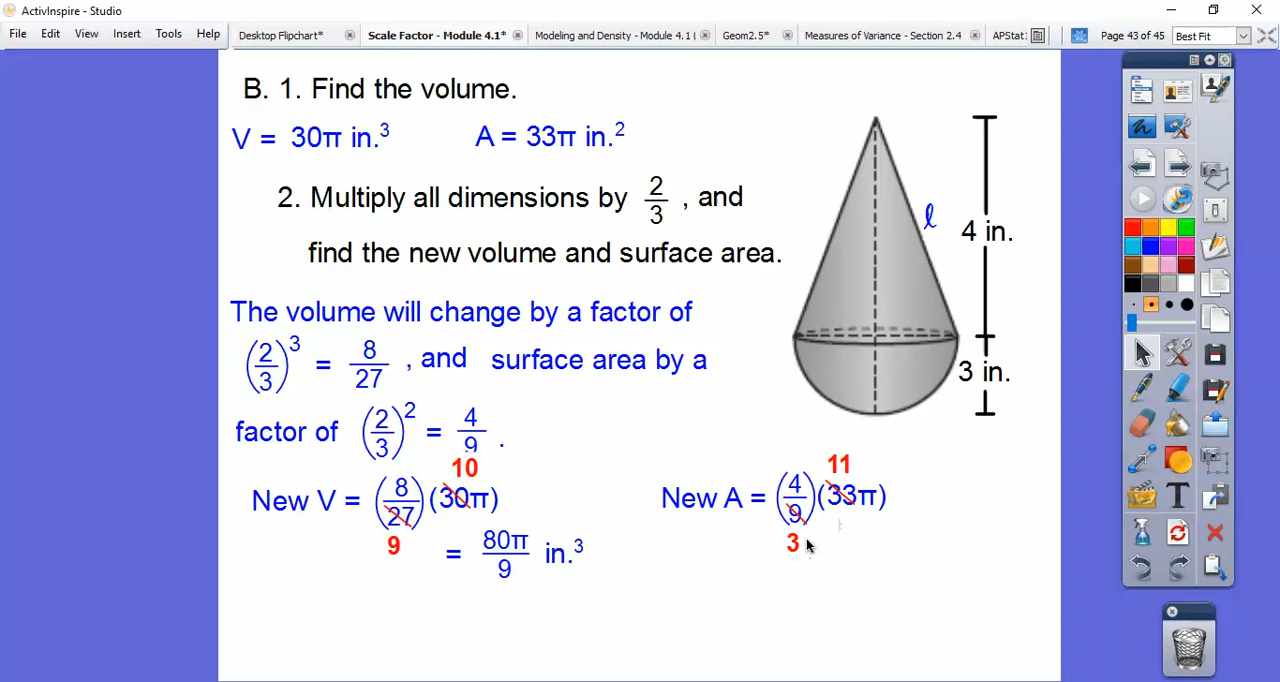 ActivInspire - Studio
File Edit View Insert Tools Help
Desktop Flipchart* Scale Factor - Module 4.1* Modeling and Density - Module 4.1 ( Geom2.5* Measures of Variance - Section 2.4 APStat: Page 43 of 45 Best Fit
B. 1. Find the volume.
V = 30π in.³ A = 33π in.²
2. Multiply all dimensions by 2/3 , and
find the new volume and surface area.
The volume will change by a factor of
(2/3)³ = 8/27 , and surface area by a
factor of (2/3)² = 4/9 .
ℓ
4 in.
3 in.
10
New V = (8/27)(30π)
9
= 80π/9 in.³
11
New A = (4/9)(33π)
3
T